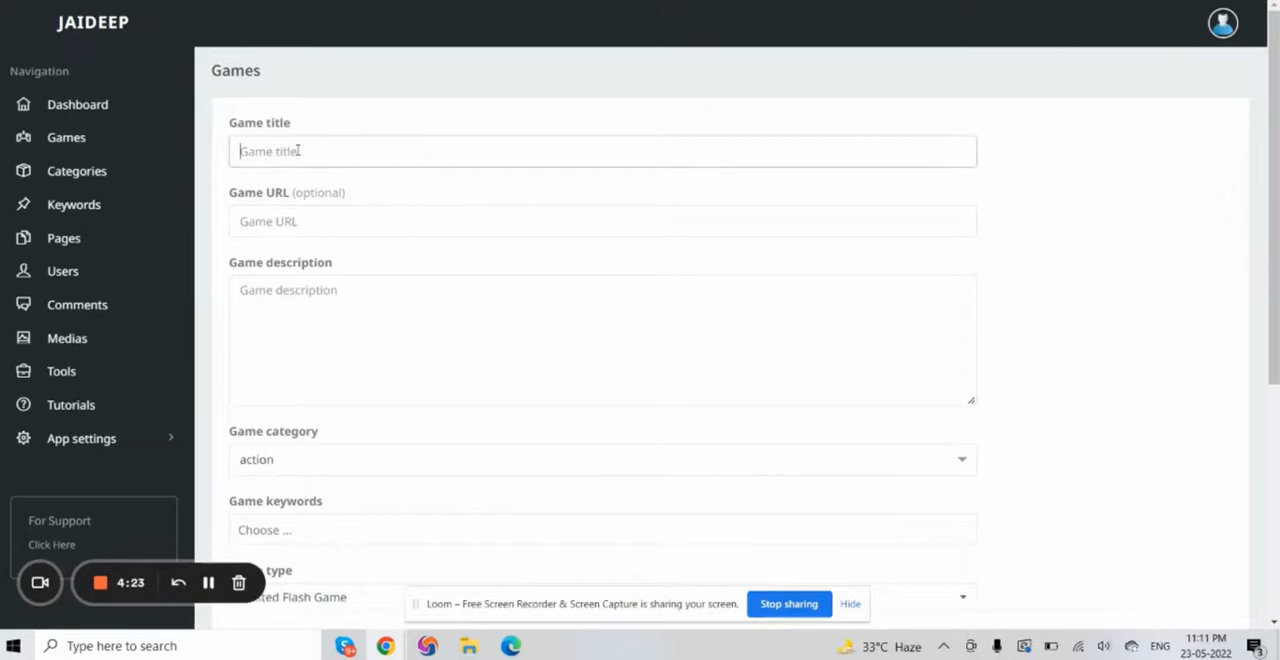 JAIDEEP
Navigation
Dashboard
Games
Categories
Keywords
Pages
Users
Comments
Medias
Tools
Tutorials
App settings
For Support
Click Here
Games
Game title
Game title
Game URL (optional)
Game URL
Game description
Game description
Game category
action
Game keywords
Choose ...
type
Flash Game
4:23
Loom – Free Screen Recorder & Screen Capture is sharing your screen.
Stop sharing
Hide
Type here to search
33°C Haze
ENG
11:11 PM
23-05-2022
3